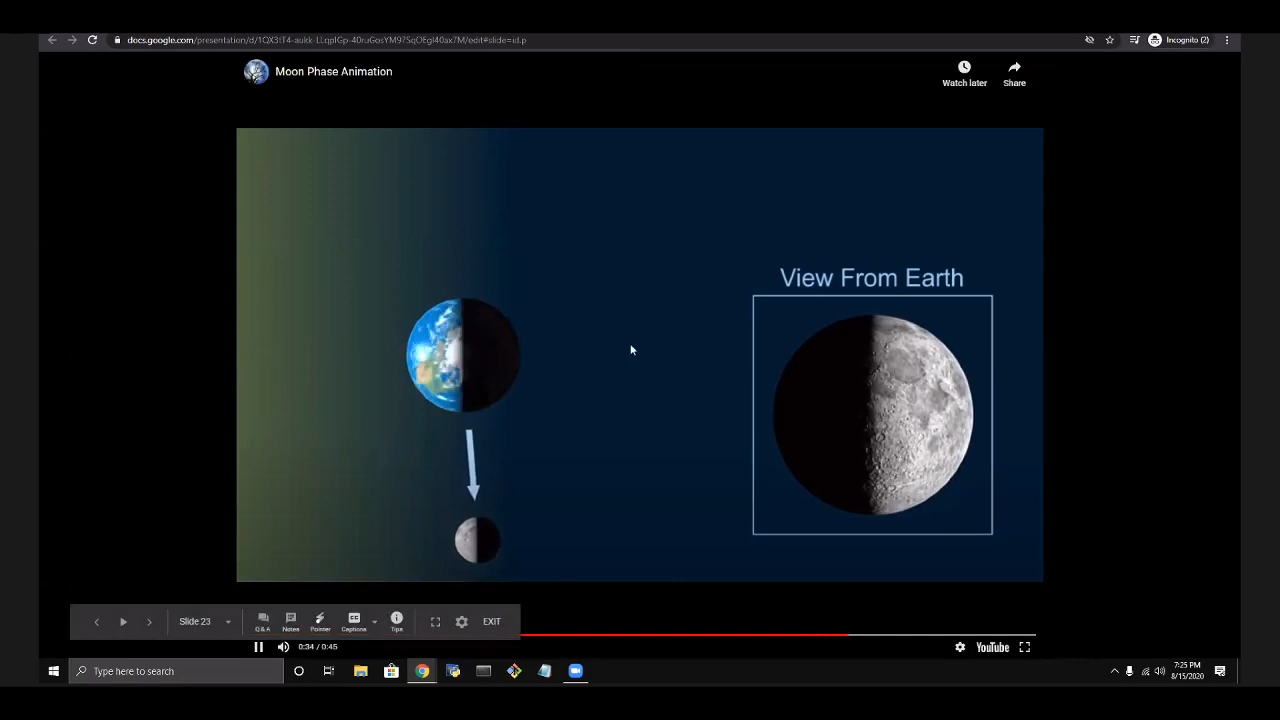 Incognito (2)
Moon Phase Animation
Watch later
Share
View From Earth
Slide 23
Q & A
Notes
Pointer
Captions
Tips
EXIT
0:34 / 0:45
YouTube
Type here to search
7:25 PM
8/15/2020